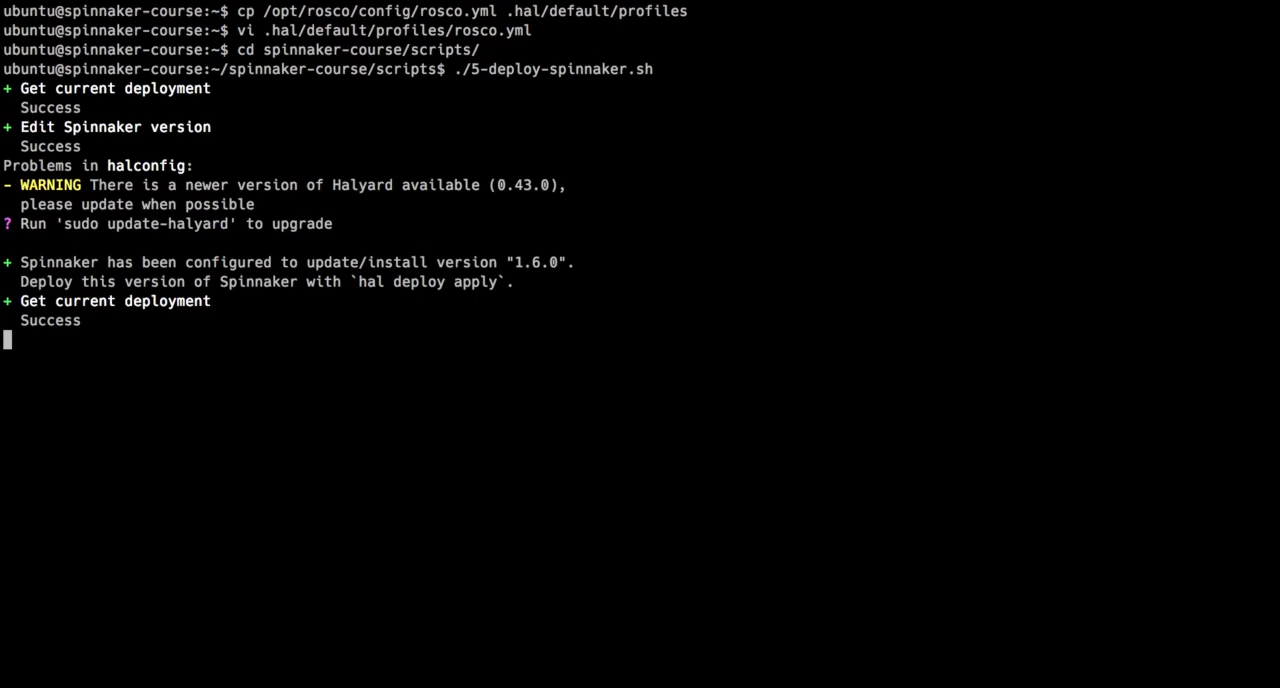 ubuntu@spinnaker-course:~$ cp /opt/rosco/config/rosco.yml .hal/default/profiles
ubuntu@spinnaker-course:~$ vi .hal/default/profiles/rosco.yml
ubuntu@spinnaker-course:~$ cd spinnaker-course/scripts/
ubuntu@spinnaker-course:~/spinnaker-course/scripts$ ./5-deploy-spinnaker.sh
+ Get current deployment
  Success
+ Edit Spinnaker version
  Success
Problems in halconfig:
- WARNING There is a newer version of Halyard available (0.43.0),
  please update when possible
? Run 'sudo update-halyard' to upgrade
+ Spinnaker has been configured to update/install version "1.6.0".
  Deploy this version of Spinnaker with `hal deploy apply`.
+ Get current deployment
  Success